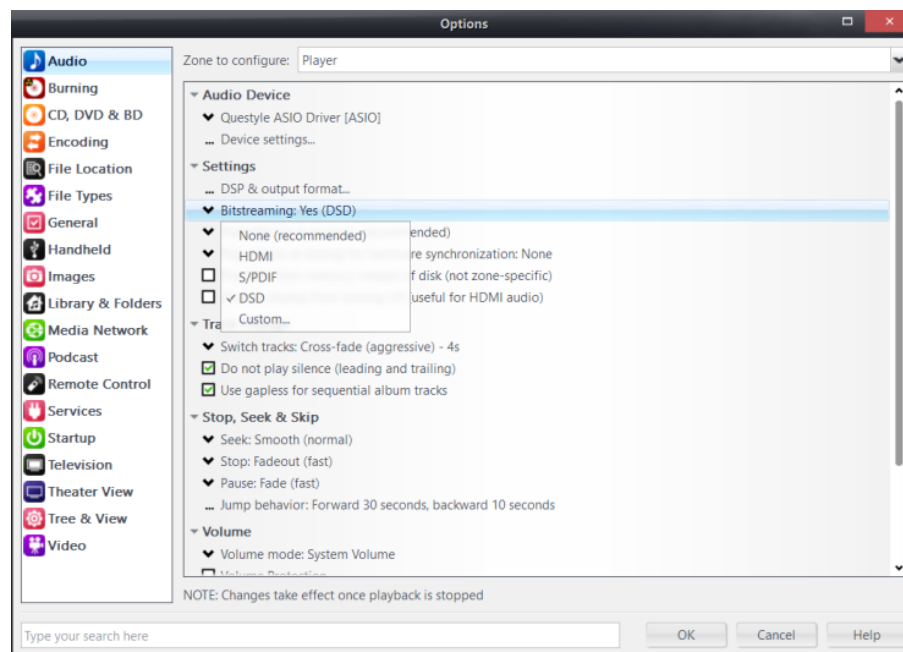 Options
Audio
Burning
CD, DVD & BD
Encoding
File Location
File Types
General
Handheld
Images
Library & Folders
Media Network
Podcast
Remote Control
Services
Startup
Television
Theater View
Tree & View
Video
Zone to configure: Player
Audio Device
Questyle ASIO Driver [ASIO]
... Device settings...
Settings
... DSP & output format...
Bitstreaming: Yes (DSD)
None (recommended)
HDMI
S/PDIF
✓ DSD
Custom...
ended)
re synchronization: None
f disk (not zone-specific)
(useful for HDMI audio)
Tra
Switch tracks: Cross-fade (aggressive) - 4s
Do not play silence (leading and trailing)
Use gapless for sequential album tracks
Stop, Seek & Skip
Seek: Smooth (normal)
Stop: Fadeout (fast)
Pause: Fade (fast)
... Jump behavior: Forward 30 seconds, backward 10 seconds
Volume
Volume mode: System Volume
Volume Protection
NOTE: Changes take effect once playback is stopped
Type your search here
OK
Cancel
Help